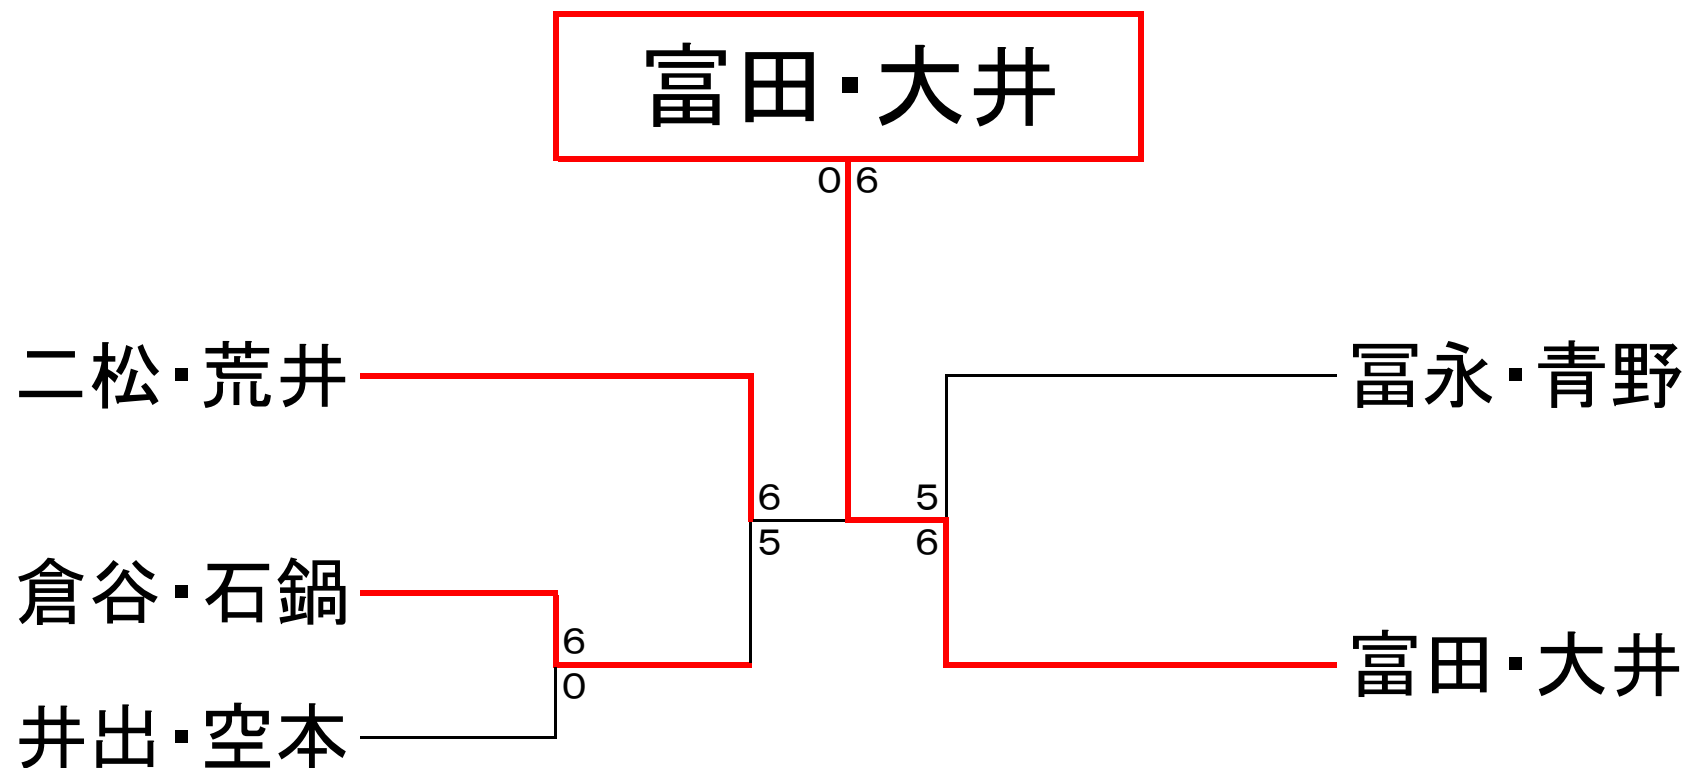 富田・大井
０ ６
二松・荒井
冨永・青野
６ ５
５ ６
倉谷・石鍋
６
富田・大井
０
井出・空本